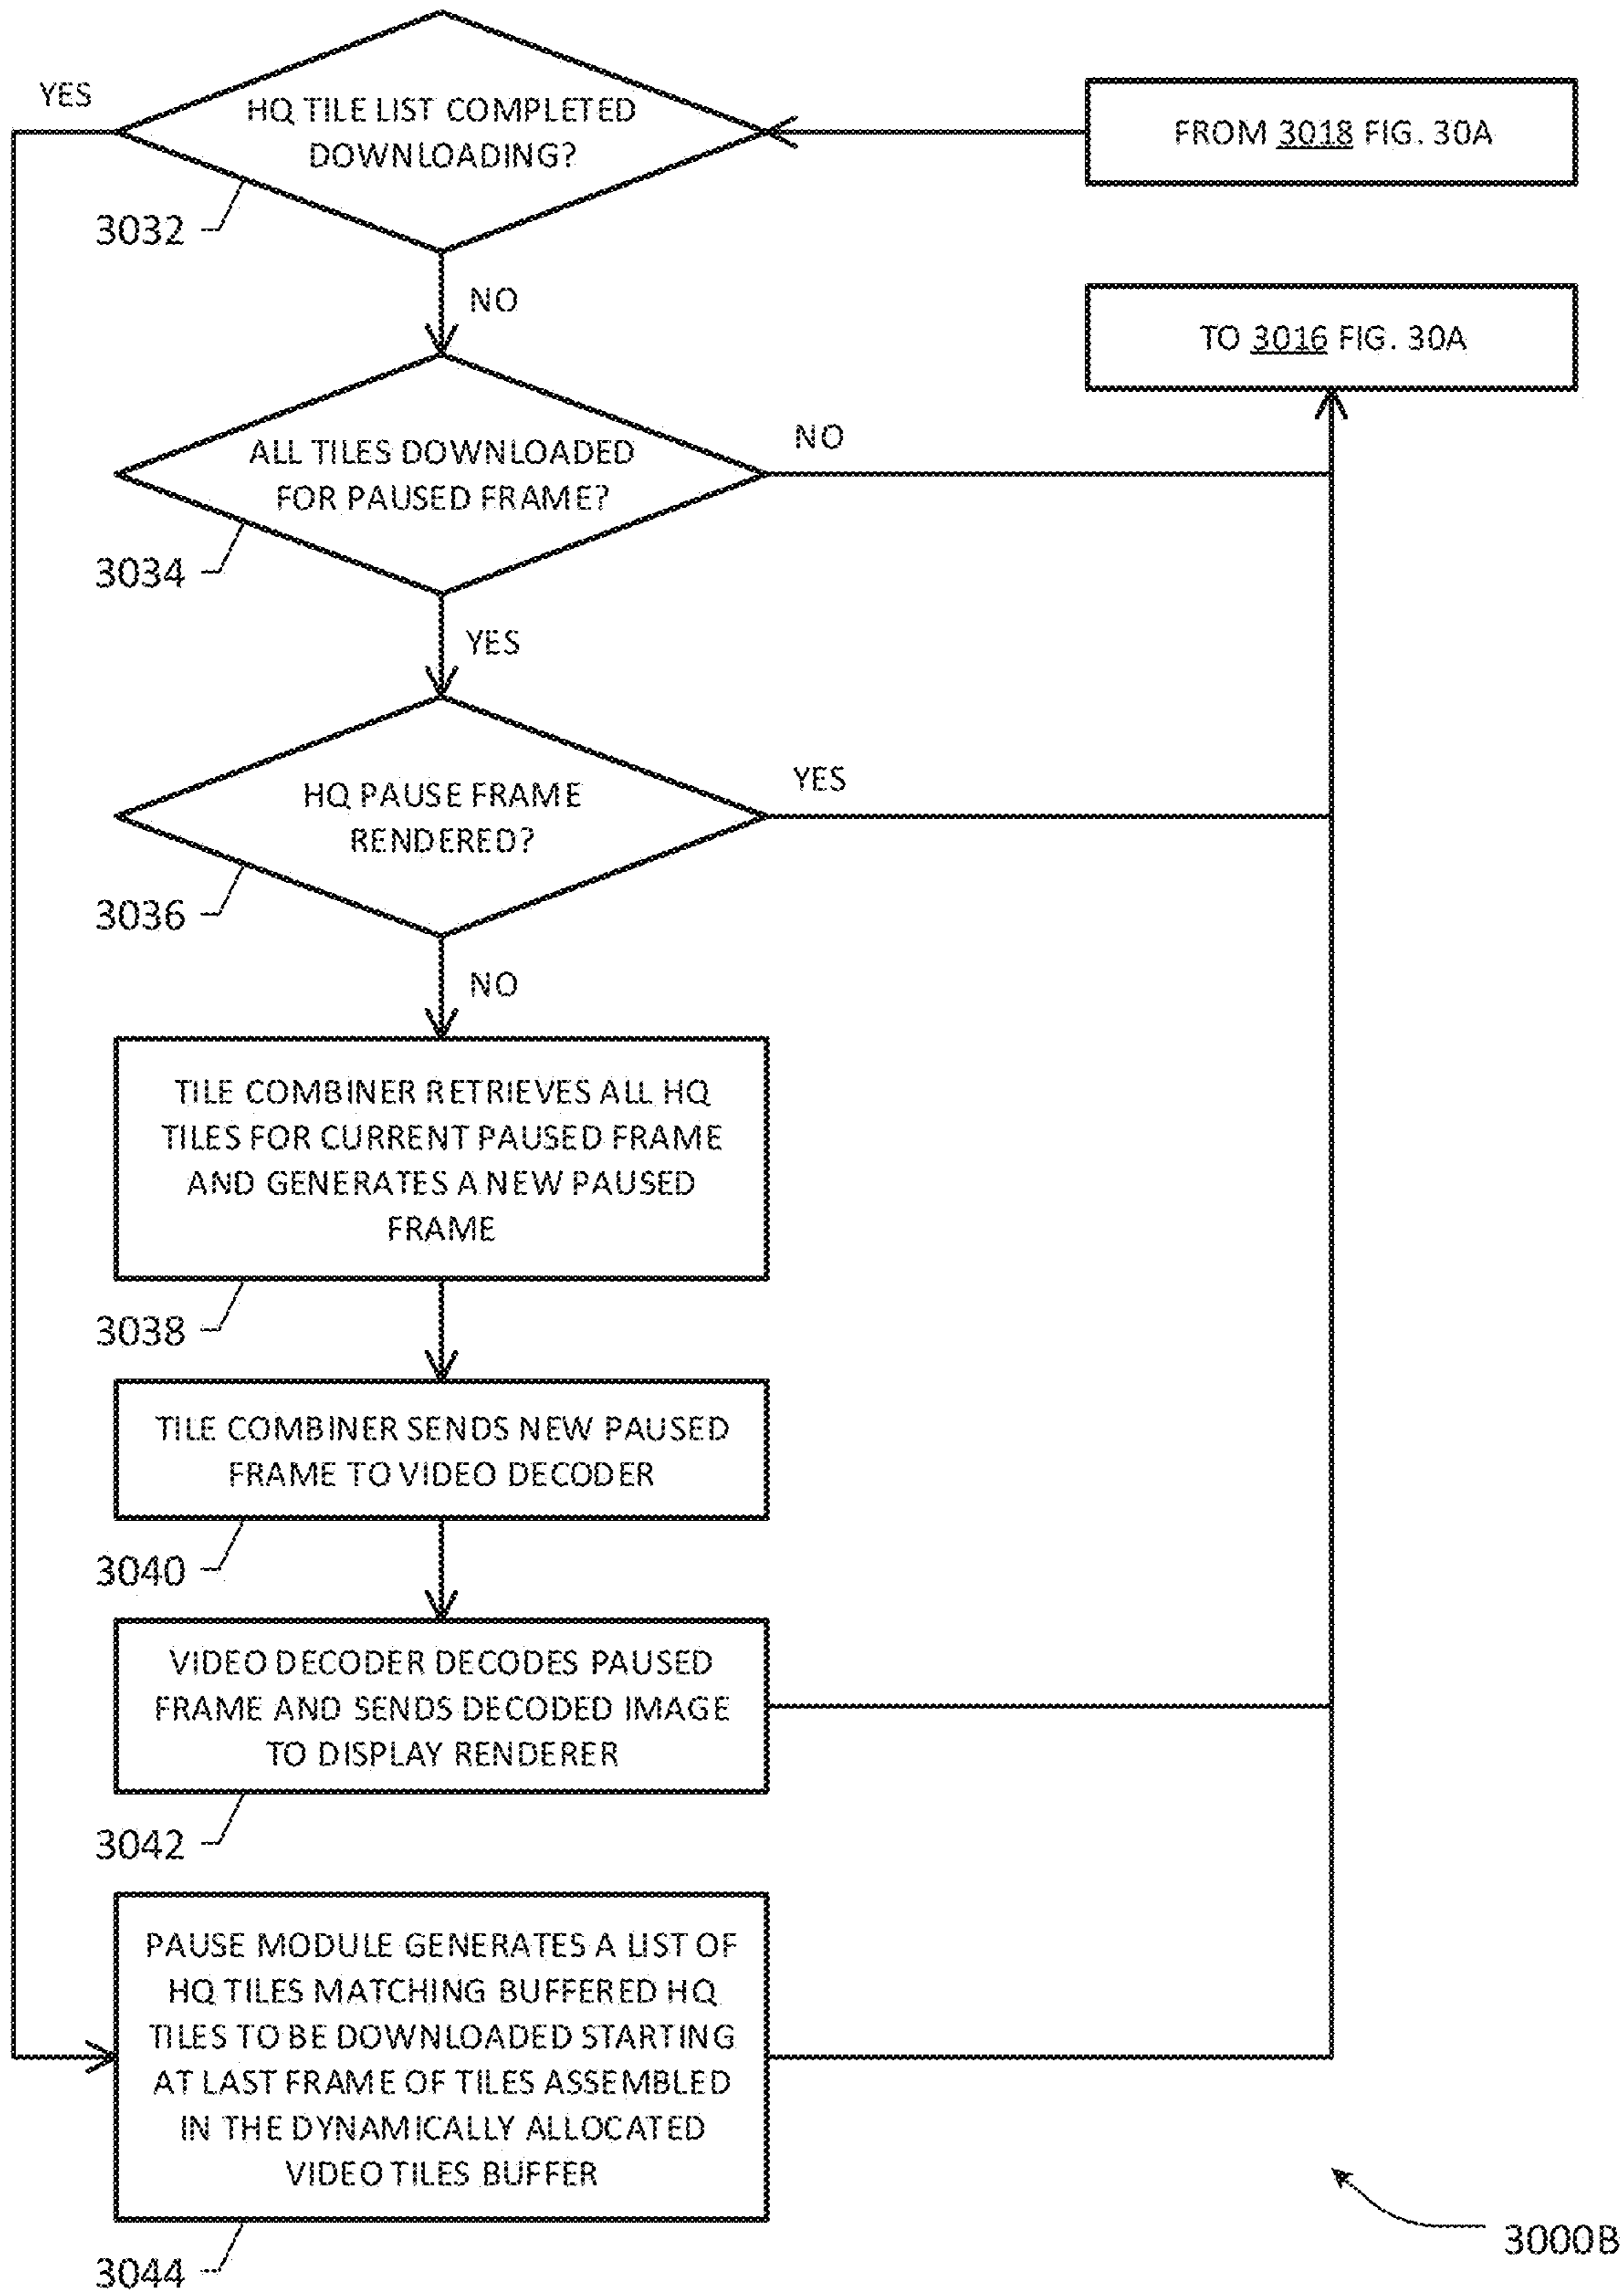 YES
HQ TILE LIST COMPLETED
DOWNLOADING?
FROM 3018 FIG. 30A
3032
NO
TO 3016 FIG. 30A
ALL TILES DOWNLOADED
FOR PAUSED FRAME?
NO
3034
YES
HQ PAUSE FRAME
RENDERED?
YES
3036
NO
TILE COMBINER RETRIEVES ALL HQ
TILES FOR CURRENT PAUSED FRAME
AND GENERATES A NEW PAUSED
FRAME
3038
TILE COMBINER SENDS NEW PAUSED
FRAME TO VIDEO DECODER
3040
VIDEO DECODER DECODES PAUSED
FRAME AND SENDS DECODED IMAGE
TO DISPLAY RENDERER
3042
PAUSE MODULE GENERATES A LIST OF
HQ TILES MATCHING BUFFERED HQ
TILES TO BE DOWNLOADED STARTING
AT LAST FRAME OF TILES ASSEMBLED
IN THE DYNAMICALLY ALLOCATED
VIDEO TILES BUFFER
3044
3000B